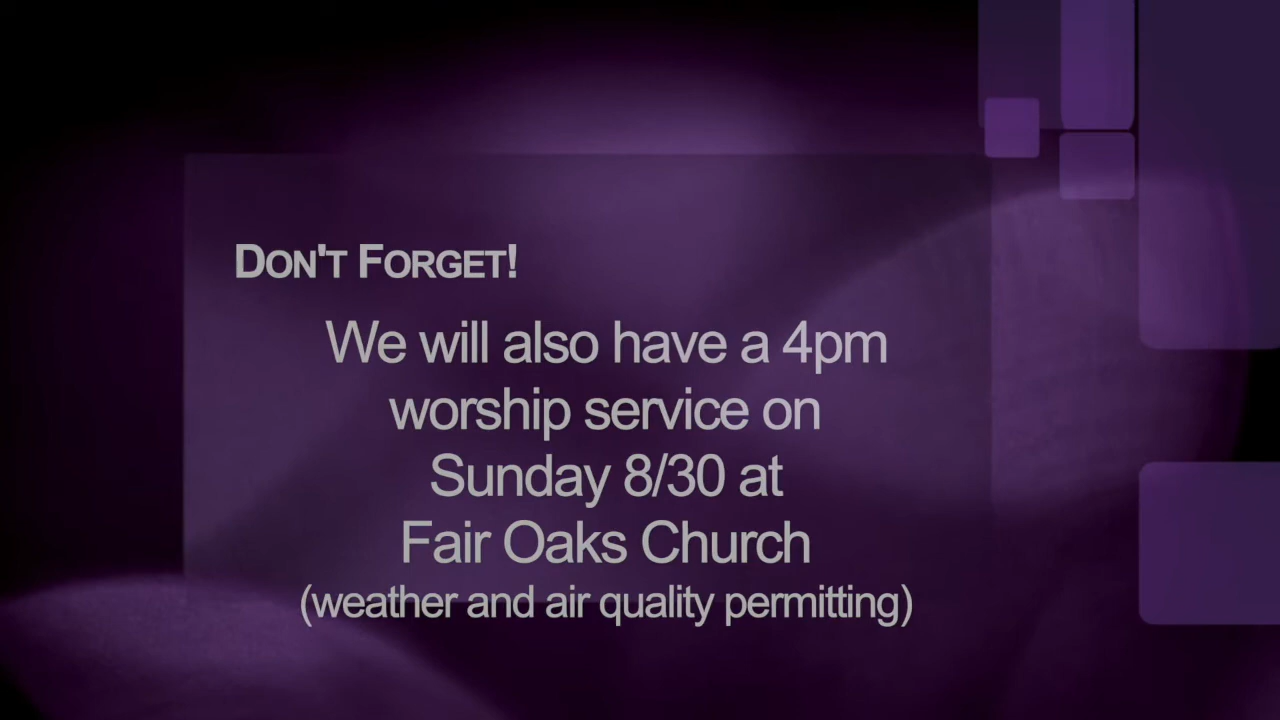 Don't Forget!
We will also have a 4pm
worship service on
Sunday 8/30 at
Fair Oaks Church
(weather and air quality permitting)